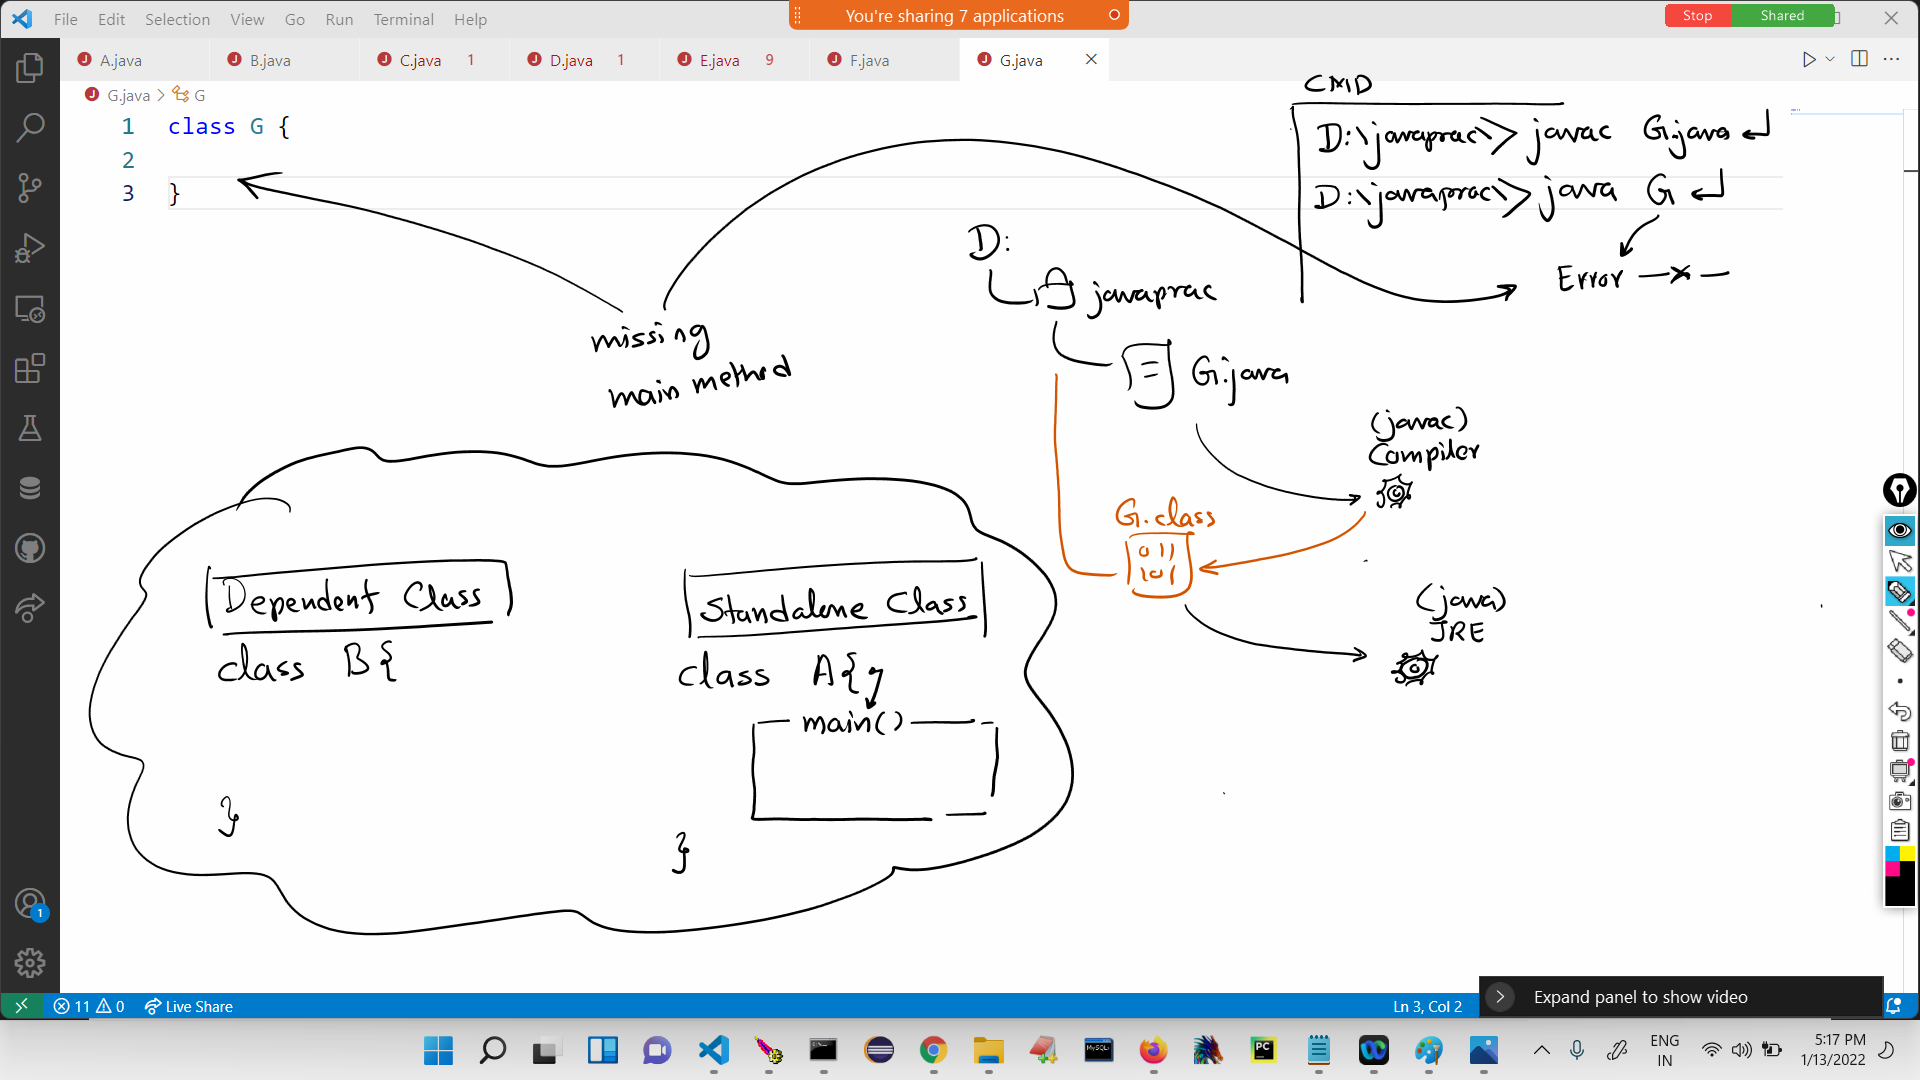 File Edit Selection View Go Run Terminal Help
You're sharing 7 applications
Stop Shared
A.java B.java C.java 1 D.java 1 E.java 9 F.java G.java
G.java > G
1 class G {
2
3 }
CMD
D:\javaprac\> javac G.java
D:\javaprac\> java G
Error
D:
javaprac
G.java
missing
main method
(javac)
Compiler
G.class
011
101
(java)
JRE
Dependent Class
class B{
}
Standalone Class
class A{
main()
}
1
11 0 Live Share
Ln 3, Col 2
Expand panel to show video
MySQL
PC
ENG
IN
5:17 PM
1/13/2022